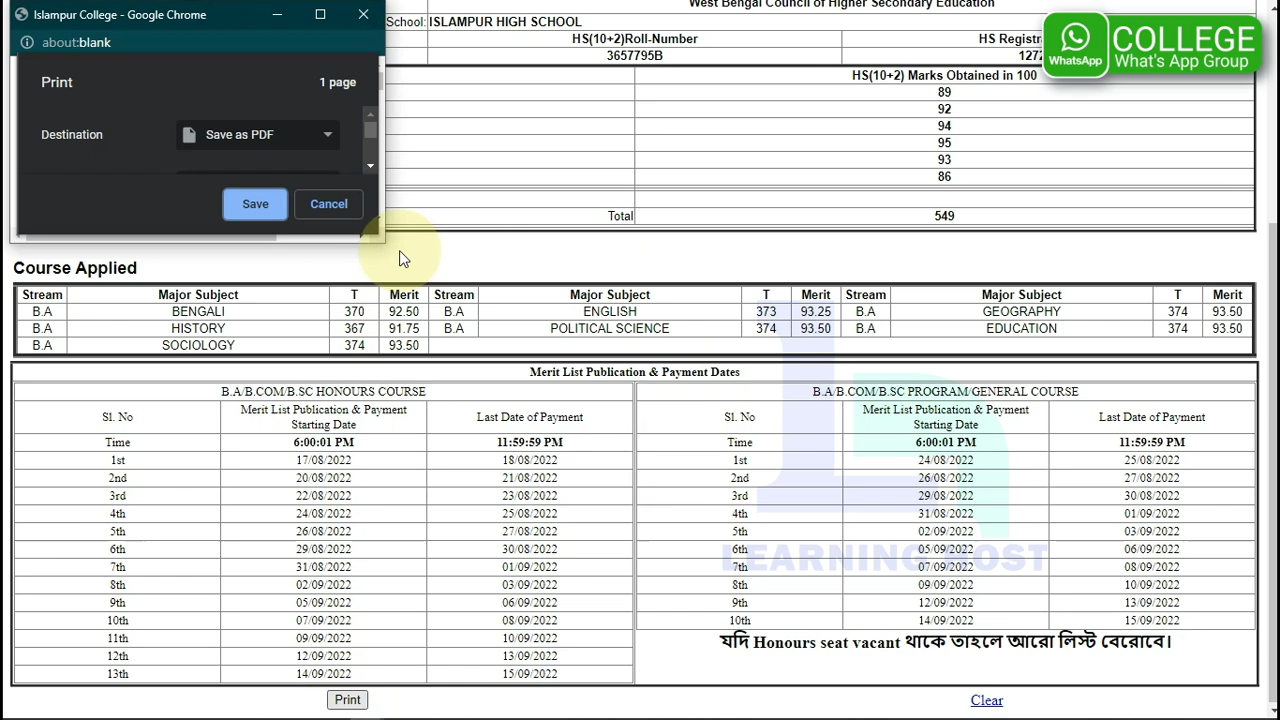 Islampur College - Google Chrome
about:blank
Print 1 page
Destination Save as PDF
Save Cancel
West Bengal Council of Higher Secondary Education
School: ISLAMPUR HIGH SCHOOL
HS(10+2)Roll-Number HS
3657795B
WhatsApp
COLLEGE
What's App Group
HS(10+2) Marks Obtained in 100
89
92
94
95
93
86
Total 549
Course Applied
Stream Major Subject T Merit Stream Major Subject T Merit Stream Major Subject T Merit
B.A BENGALI 370 92.50 B.A ENGLISH 373 93.25 B.A GEOGRAPHY 374 93.50
B.A HISTORY 367 91.75 B.A POLITICAL SCIENCE 374 93.50 B.A EDUCATION 374 93.50
B.A SOCIOLOGY 374 93.50
Merit List Publication & Payment Dates
B.A/B.COM/B.SC HONOURS COURSE
Sl. No Merit List Publication & Payment Starting Date Last Date of Payment
Time 6:00:01 PM 11:59:59 PM
1st 17/08/2022 18/08/2022
2nd 20/08/2022 21/08/2022
3rd 22/08/2022 23/08/2022
4th 24/08/2022 25/08/2022
5th 26/08/2022 27/08/2022
6th 29/08/2022 30/08/2022
7th 31/08/2022 01/09/2022
8th 02/09/2022 03/09/2022
9th 05/09/2022 06/09/2022
10th 07/09/2022 08/09/2022
11th 09/09/2022 10/09/2022
12th 12/09/2022 13/09/2022
13th 14/09/2022 15/09/2022
B.A/B.COM/B.SC PROGRAM/GENERAL COURSE
Sl. No Merit List Publication & Payment Starting Date Last Date of Payment
Time 6:00:01 PM 11:59:59 PM
1st 24/08/2022 25/08/2022
2nd 26/08/2022 27/08/2022
3rd 29/08/2022 30/08/2022
4th 31/08/2022 01/09/2022
5th 02/09/2022 03/09/2022
6th 05/09/2022 06/09/2022
7th 07/09/2022 08/09/2022
8th 09/09/2022 10/09/2022
9th 12/09/2022 13/09/2022
10th 14/09/2022 15/09/2022
যদি Honours seat vacant থাকে তাহলে আরো লিস্ট বেরোবে।
LEARNING HOST
Print Clear